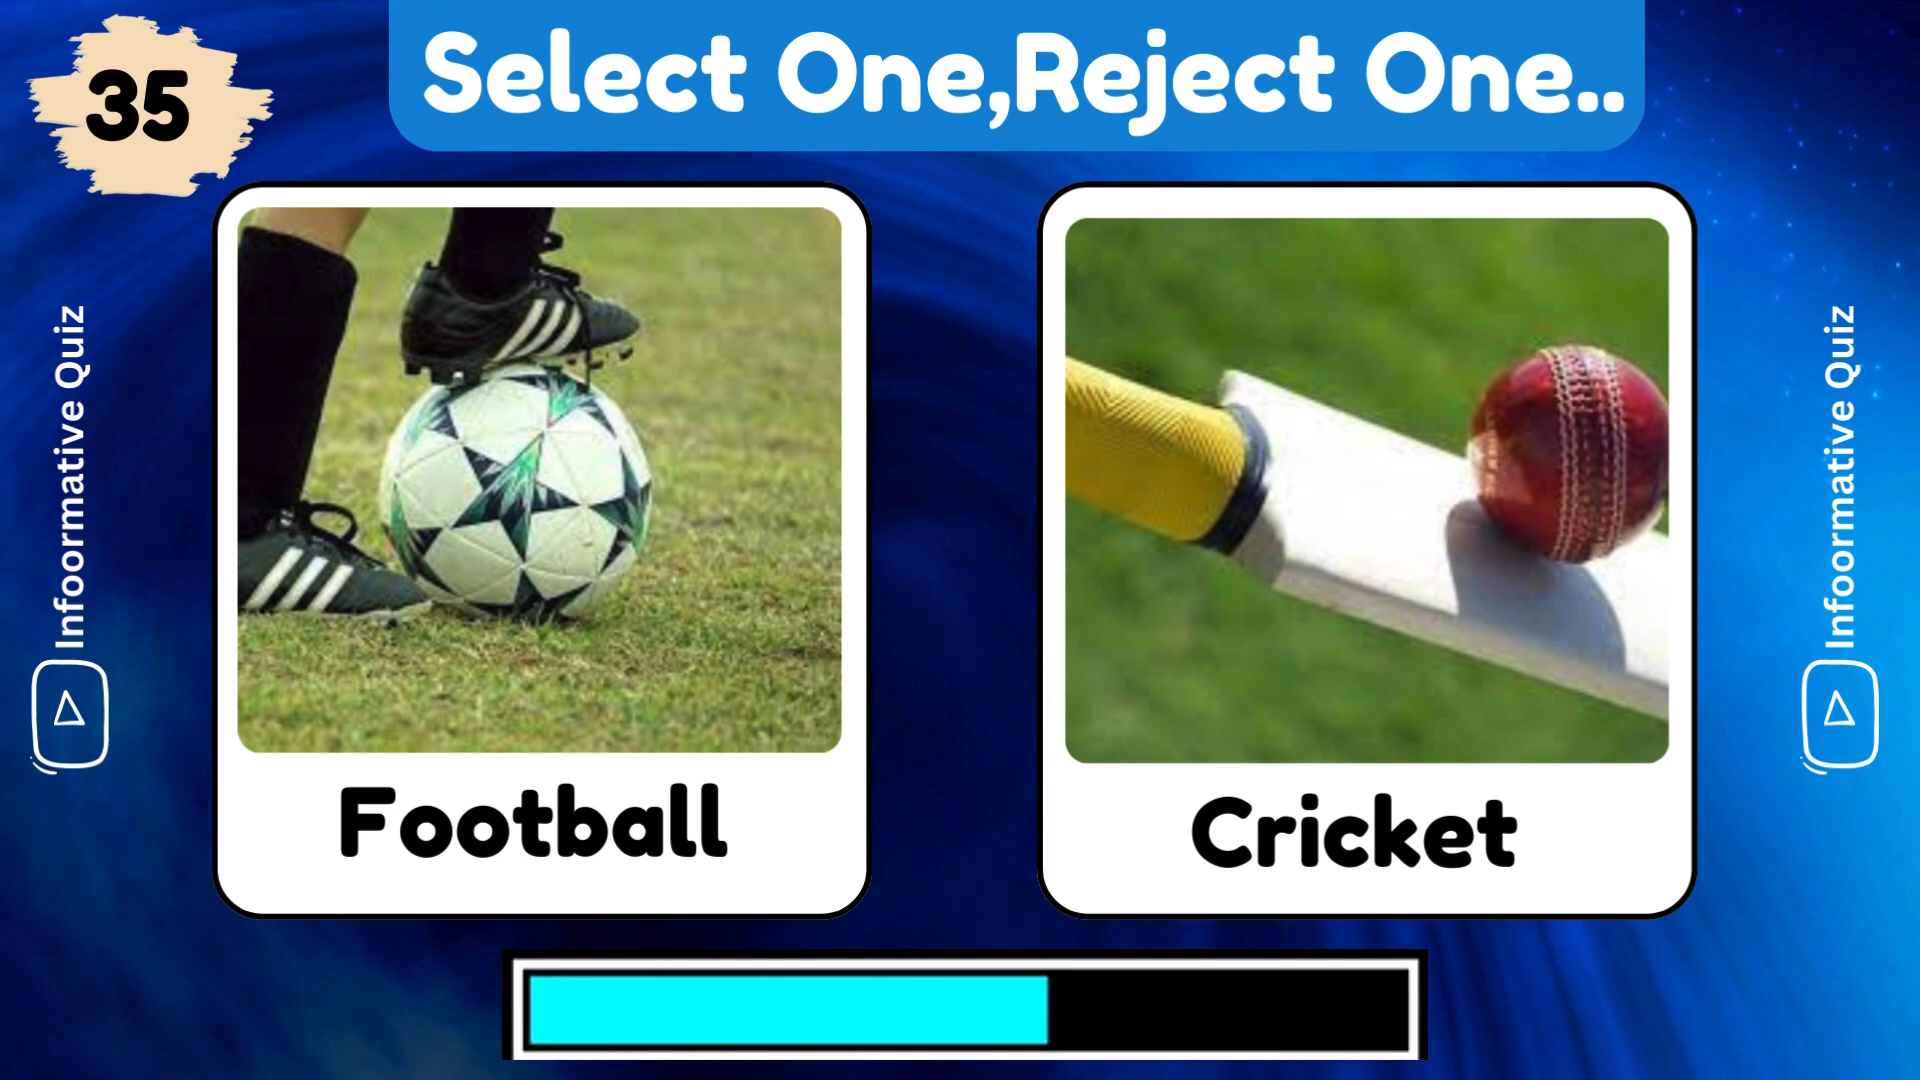 35
Select One,Reject One..
Infoormative Quiz
Infoormative Quiz
Football
Cricket